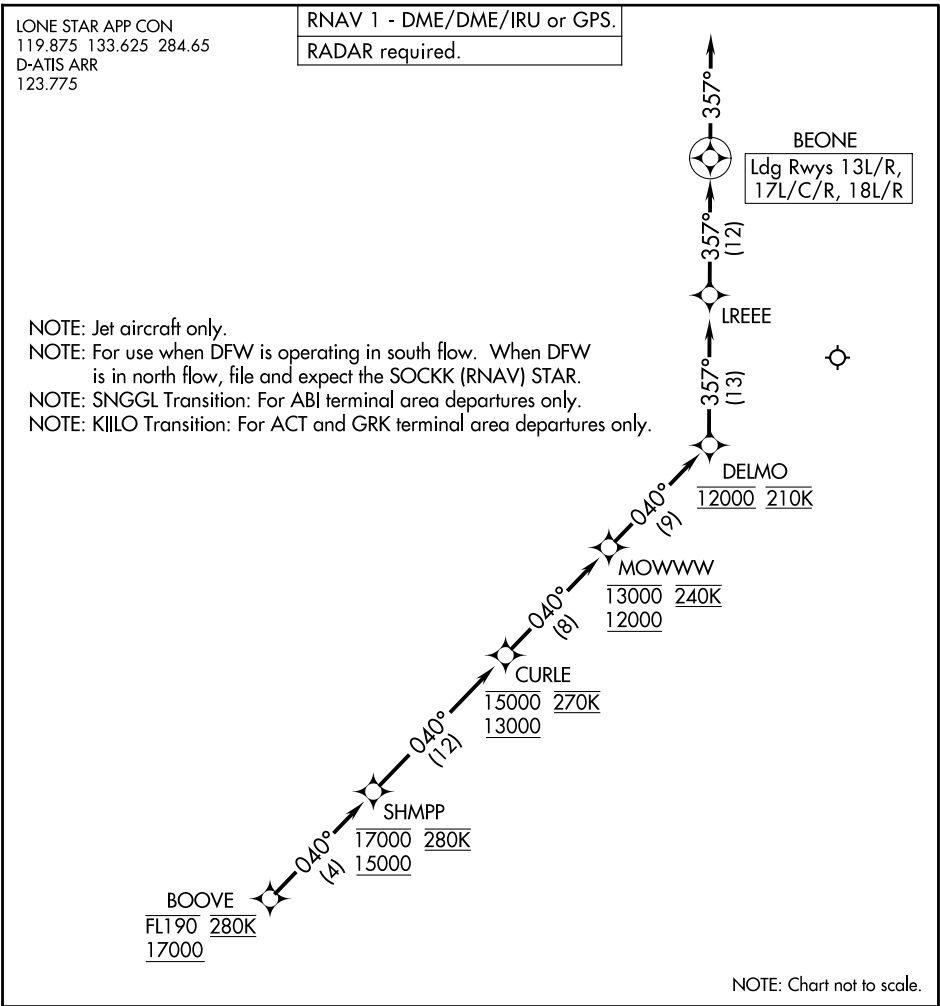 LONE STAR APP CON
119.875 133.625 284.65
D-ATIS ARR
123.775
RNAV 1 - DME/DME/IRU or GPS.
RADAR required.
357°
BEONE
Ldg Rwys 13L/R,
17L/C/R, 18L/R
357°
(12)
LREEE
NOTE: Jet aircraft only.
NOTE: For use when DFW is operating in south flow. When DFW
is in north flow, file and expect the SOCKK (RNAV) STAR.
NOTE: SNGGL Transition: For ABI terminal area departures only.
NOTE: KIILO Transition: For ACT and GRK terminal area departures only.
357°
(13)
DELMO
12000 210K
040°
(9)
MOWWW
13000 240K
12000
040°
(8)
CURLE
15000 270K
13000
040°
(12)
SHMPP
17000 280K
15000
040°
(4)
BOOVE
FL190 280K
17000
NOTE: Chart not to scale.